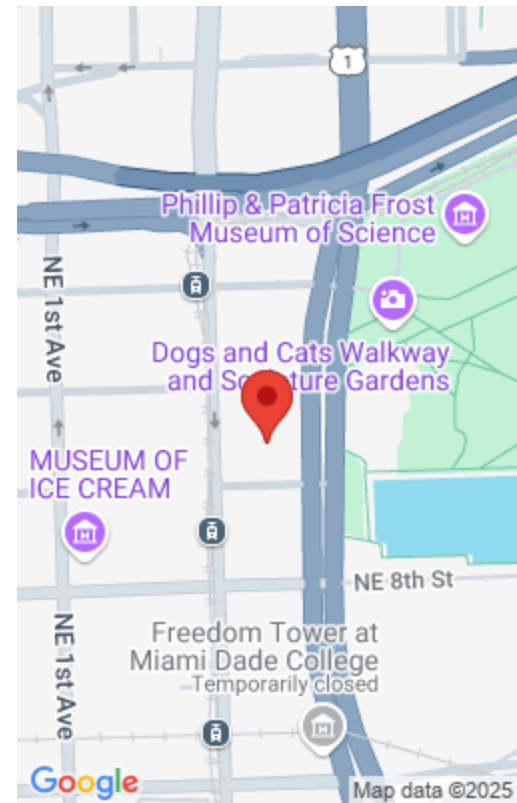 1
Phillip & Patricia Frost
Museum of Science
NE 1st Ave
Dogs and Cats Walkway
and Sculpture Gardens
MUSEUM OF
ICE CREAM
NE 8th St
NE 1st Ave
Freedom Tower at
Miami Dade College
Temporarily closed
Google
Map data ©2025